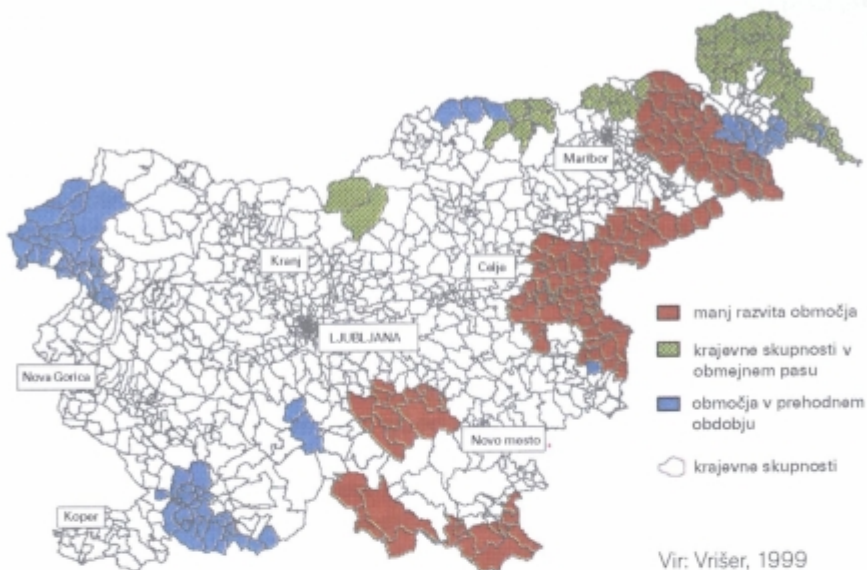 Maribor
Kranj
Celje
LJUBLJANA
Nova Gorica
Novo mesto
Koper
manj razvita območja
krajevne skupnosti v
obmejnem pasu
območja v prehodnem
obdobju
krajevne skupnosti
Vir: Vrišer, 1999